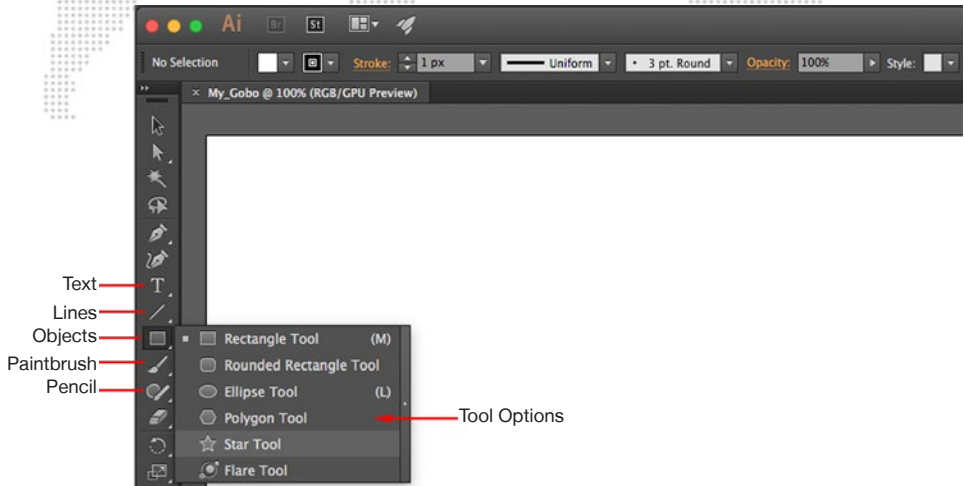 Ai Br St
No Selection Stroke: 1 px Uniform 3 pt. Round Opacity: 100% Style:
× My_Gobo @ 100% (RGB/GPU Preview)
Text
T
Lines
Objects
Rectangle Tool (M)
Paintbrush
Rounded Rectangle Tool
Pencil
Ellipse Tool (L)
Polygon Tool
Tool Options
Star Tool
Flare Tool